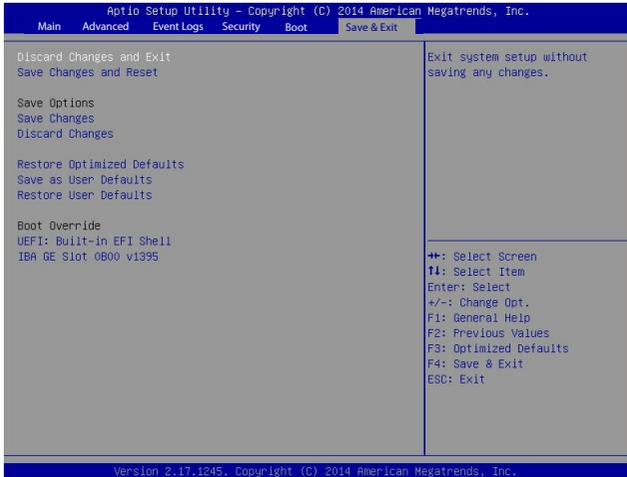 Aptio Setup Utility – Copyright (C) 2014 American Megatrends, Inc.
Main Advanced Event Logs Security Boot Save & Exit
Discard Changes and Exit
Save Changes and Reset
Save Options
Save Changes
Discard Changes
Restore Optimized Defaults
Save as User Defaults
Restore User Defaults
Boot Override
UEFI: Built-in EFI Shell
IBA GE Slot 0B00 v1395
Exit system setup without
saving any changes.
→←: Select Screen
↑↓: Select Item
Enter: Select
+/-: Change Opt.
F1: General Help
F2: Previous Values
F3: Optimized Defaults
F4: Save & Exit
ESC: Exit
Version 2.17.1245. Copyright (C) 2014 American Megatrends, Inc.